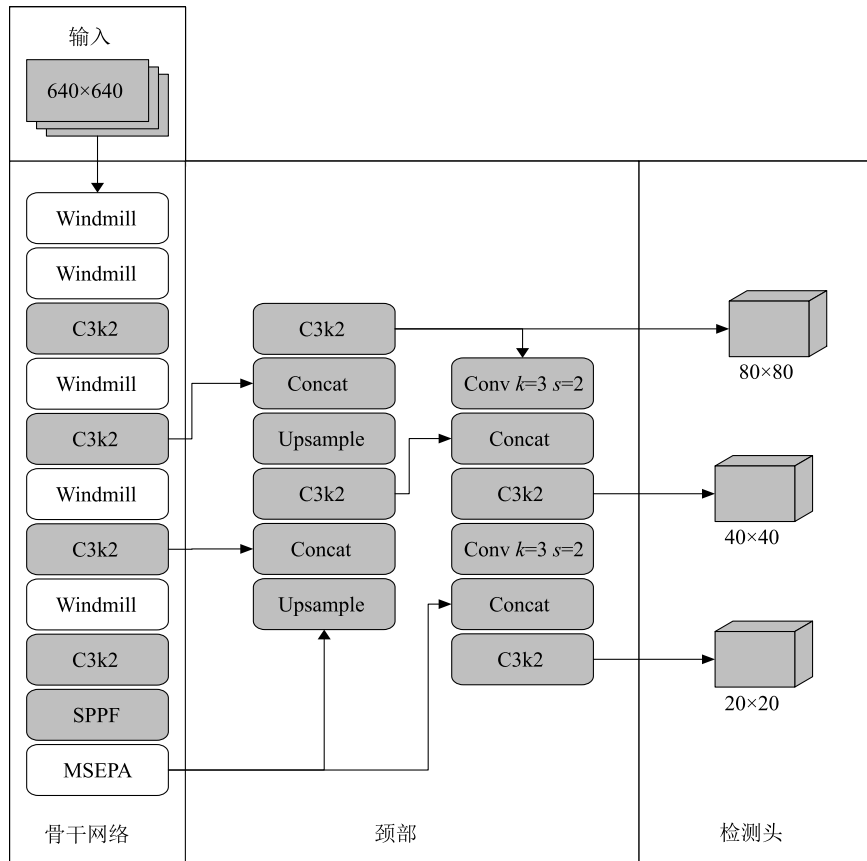 输入
640×640
Windmill
Windmill
C3k2
Windmill
C3k2
Windmill
C3k2
Windmill
C3k2
SPPF
MSEPA
骨干网络
C3k2
Concat
Upsample
C3k2
Concat
Upsample
Conv k=3 s=2
Concat
C3k2
Conv k=3 s=2
Concat
C3k2
颈部
80×80
40×40
20×20
检测头